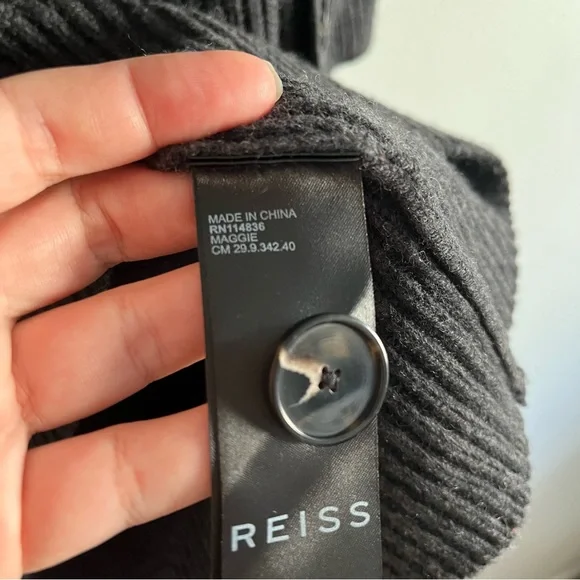 MADE IN CHINA
RN114836
MAGGIE
CM 29.9.342.40
REISS